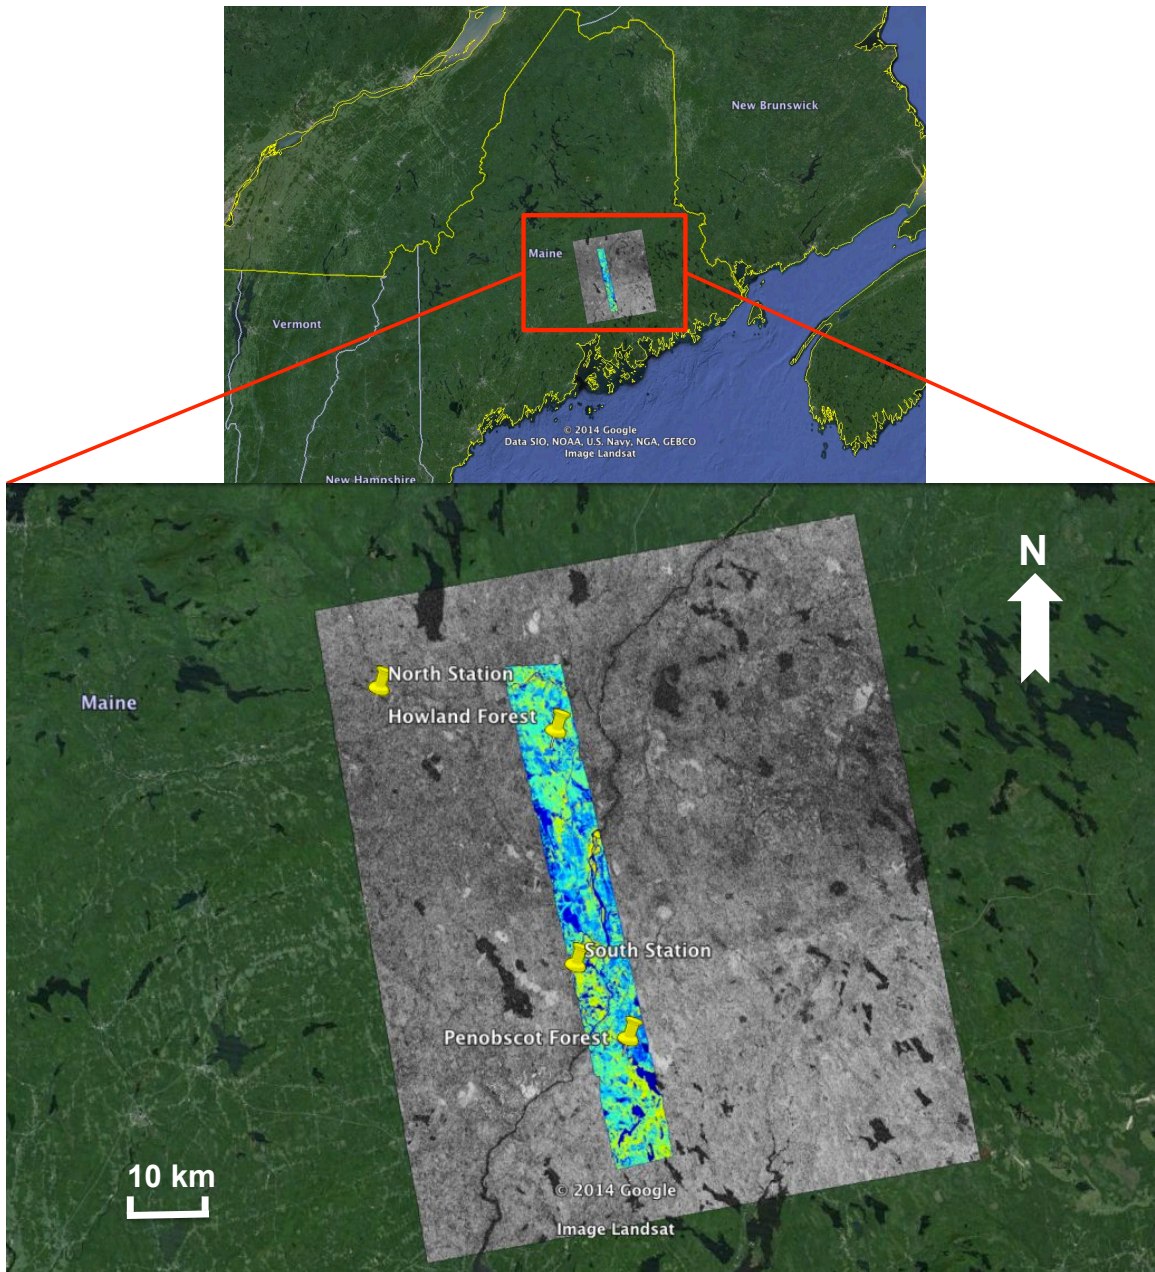 New Brunswick
Maine
Vermont
© 2014 Google
Data SIO, NOAA, U.S. Navy, NGA, GEBCO
Image Landsat
New Hampshire
N
North Station
Maine
Howland Forest
South Station
Penobscot Forest
10 km
© 2014 Google
Image Landsat